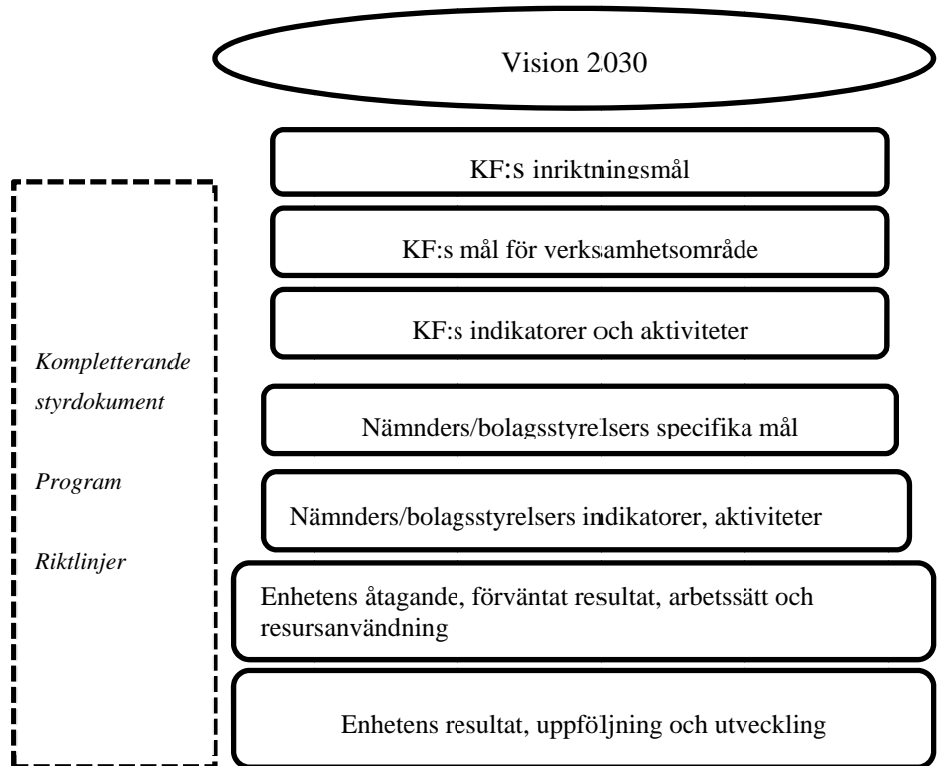 Vision 2030
KF:s inriktningsmål
KF:s mål för verksamhetsområde
KF:s indikatorer och aktiviteter
Kompletterande
styrdokument
Program
Riktlinjer
Nämnders/bolagsstyrelsers specifika mål
Nämnders/bolagsstyrelsers indikatorer, aktiviteter
Enhetens åtagande, förväntat resultat, arbetssätt och
resursanvändning
Enhetens resultat, uppföljning och utveckling